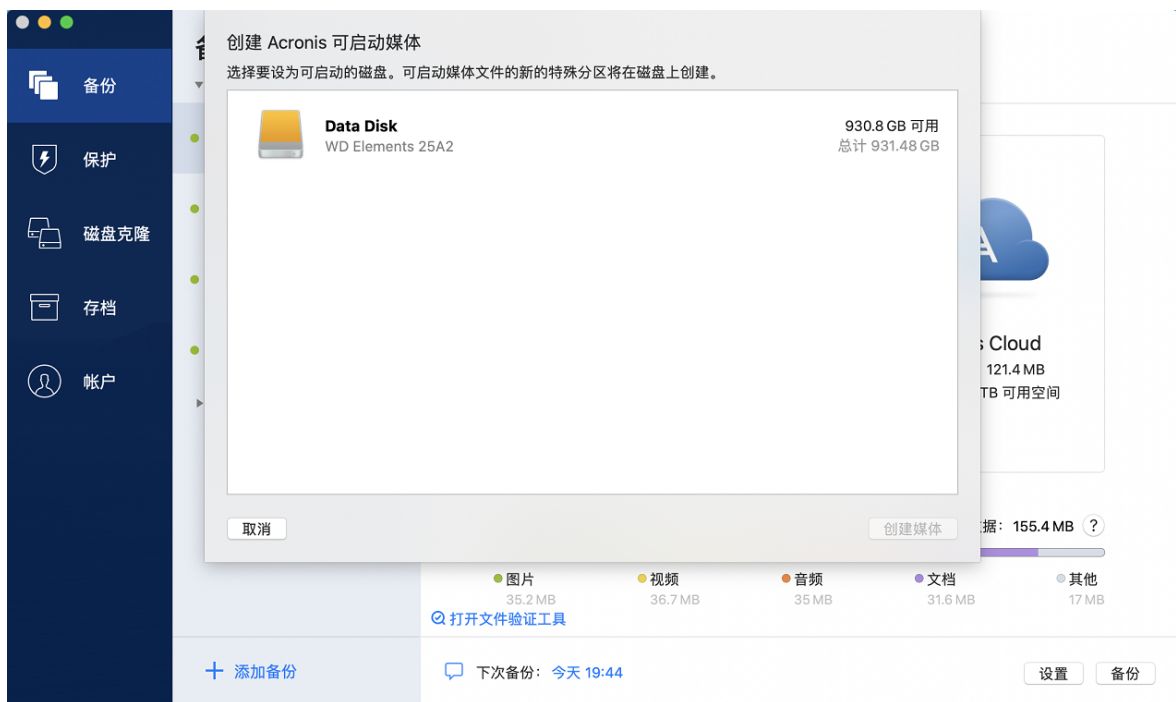 备份
保护
磁盘克隆
存档
帐户
创建 Acronis 可启动媒体
选择要设为可启动的磁盘。可启动媒体文件的新的特殊分区将在磁盘上创建。
Data Disk
WD Elements 25A2
930.8 GB 可用
总计 931.48 GB
取消
创建媒体
A
Cloud
121.4 MB
TB 可用空间
据: 155.4 MB ?
图片
35.2 MB
视频
36.7 MB
音频
35 MB
文档
31.6 MB
其他
17 MB
打开文件验证工具
添加备份
下次备份: 今天 19:44
设置
备份